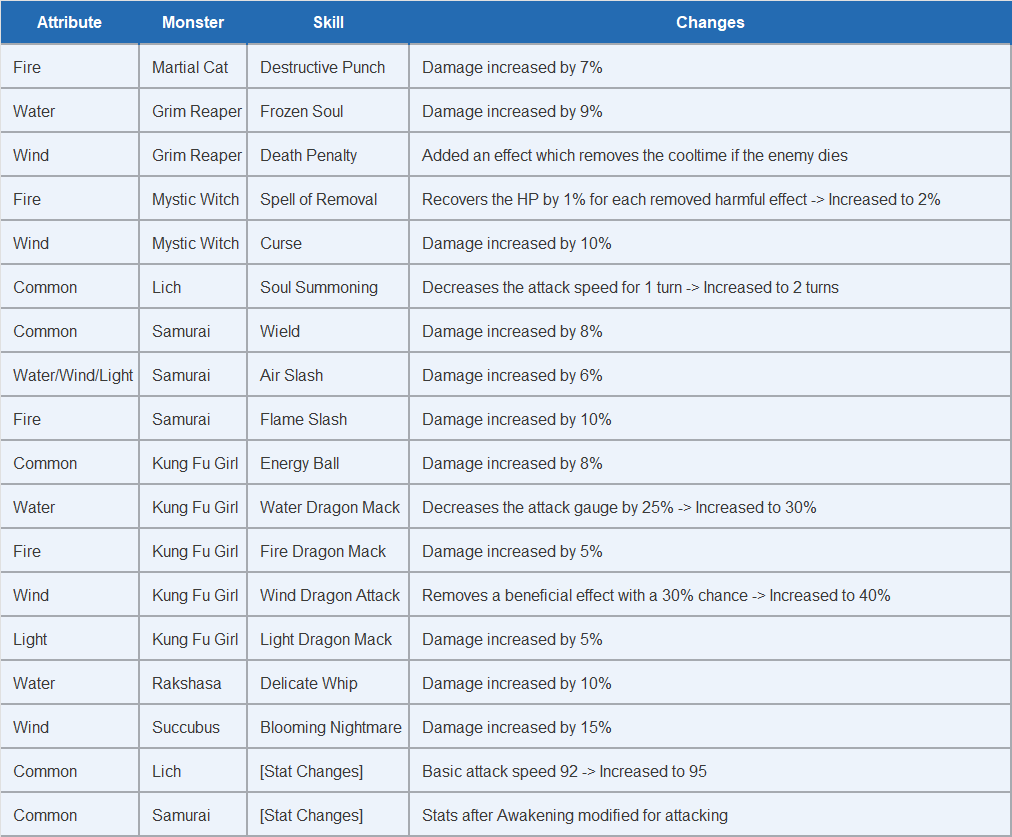 Attribute Monster Skill Changes
Fire Martial Cat Destructive Punch Damage increased by 7%
Water Grim Reaper Frozen Soul Damage increased by 9%
Wind Grim Reaper Death Penalty Added an effect which removes the cooltime if the enemy dies
Fire Mystic Witch Spell of Removal Recovers the HP by 1% for each removed harmful effect -> Increased to 2%
Wind Mystic Witch Curse Damage increased by 10%
Common Lich Soul Summoning Decreases the attack speed for 1 turn -> Increased to 2 turns
Common Samurai Wield Damage increased by 8%
Water/Wind/Light Samurai Air Slash Damage increased by 6%
Fire Samurai Flame Slash Damage increased by 10%
Common Kung Fu Girl Energy Ball Damage increased by 8%
Water Kung Fu Girl Water Dragon Mack Decreases the attack gauge by 25% -> Increased to 30%
Fire Kung Fu Girl Fire Dragon Mack Damage increased by 5%
Wind Kung Fu Girl Wind Dragon Attack Removes a beneficial effect with a 30% chance -> Increased to 40%
Light Kung Fu Girl Light Dragon Mack Damage increased by 5%
Water Rakshasa Delicate Whip Damage increased by 10%
Wind Succubus Blooming Nightmare Damage increased by 15%
Common Lich [Stat Changes] Basic attack speed 92 -> Increased to 95
Common Samurai [Stat Changes] Stats after Awakening modified for attacking